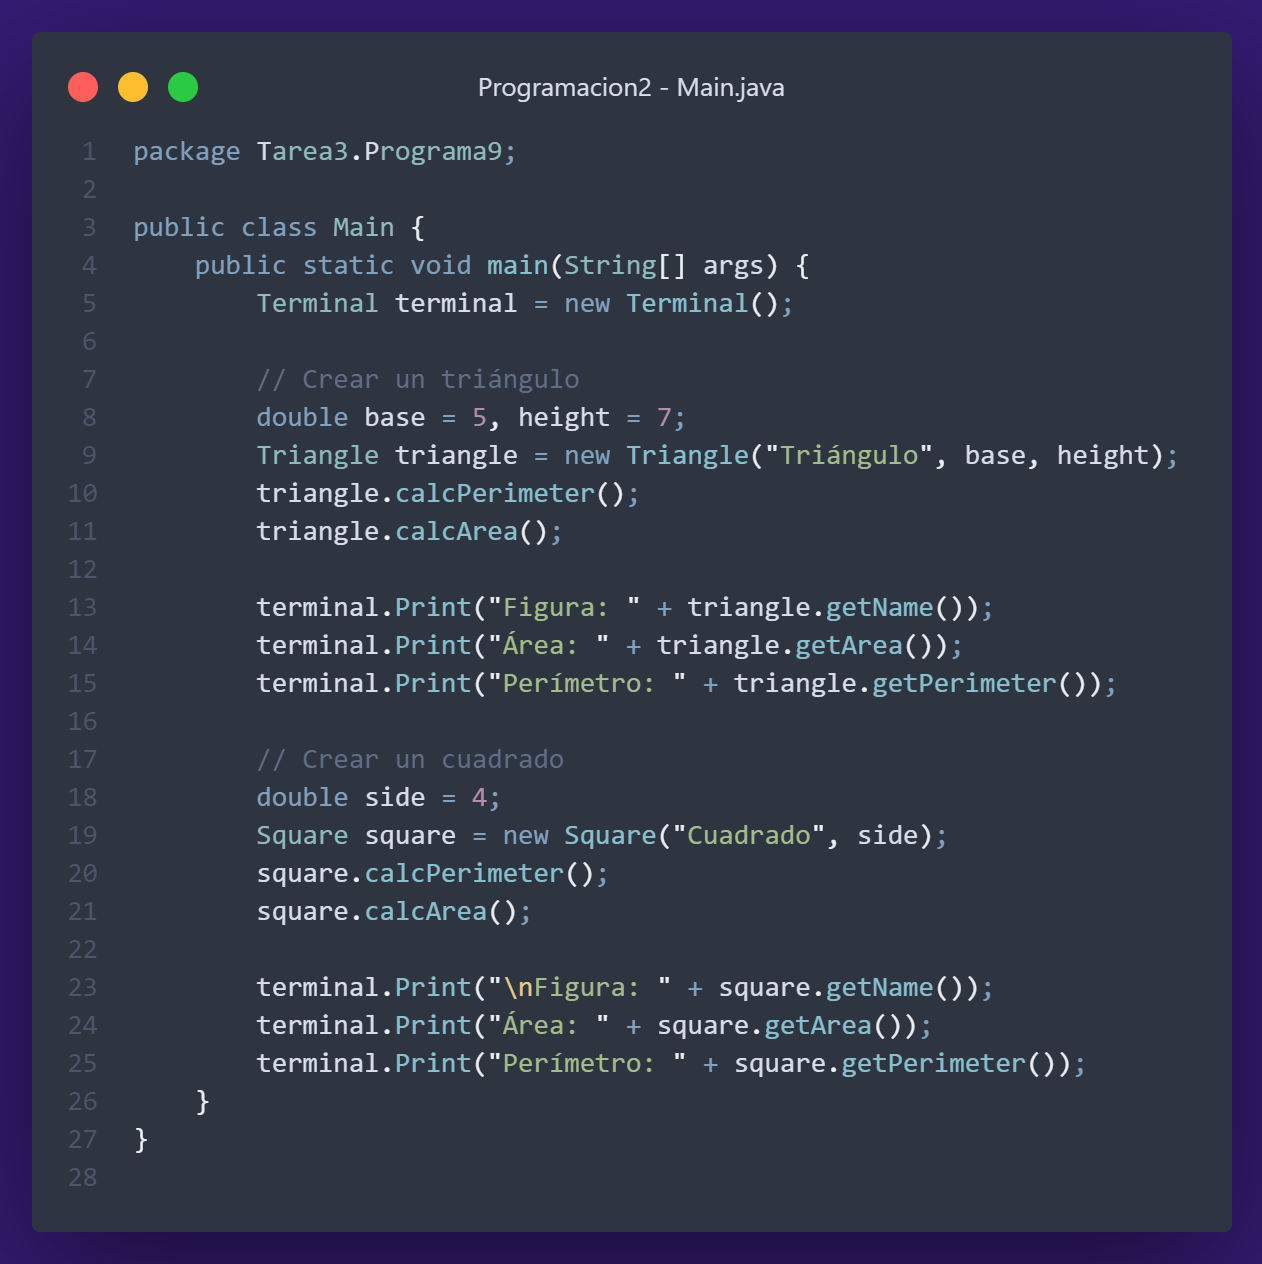 Programacion2 - Main.java
1 package Tarea3.Programa9;
2
3 public class Main {
4     public static void main(String[] args) {
5         Terminal terminal = new Terminal();
6
7         // Crear un triángulo
8         double base = 5, height = 7;
9         Triangle triangle = new Triangle("Triángulo", base, height);
10         triangle.calcPerimeter();
11         triangle.calcArea();
12
13         terminal.Print("Figura: " + triangle.getName());
14         terminal.Print("Área: " + triangle.getArea());
15         terminal.Print("Perímetro: " + triangle.getPerimeter());
16
17         // Crear un cuadrado
18         double side = 4;
19         Square square = new Square("Cuadrado", side);
20         square.calcPerimeter();
21         square.calcArea();
22
23         terminal.Print("\nFigura: " + square.getName());
24         terminal.Print("Área: " + square.getArea());
25         terminal.Print("Perímetro: " + square.getPerimeter());
26     }
27 }
28